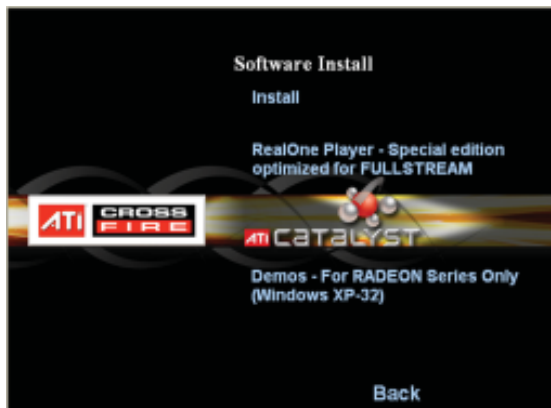 Software Install
Install
RealOne Player - Special edition
optimized for FULLSTREAM
ATI CROSS
FIRE
ATI CATALYST
Demos - For RADEON Series Only
(Windows XP-32)
Back